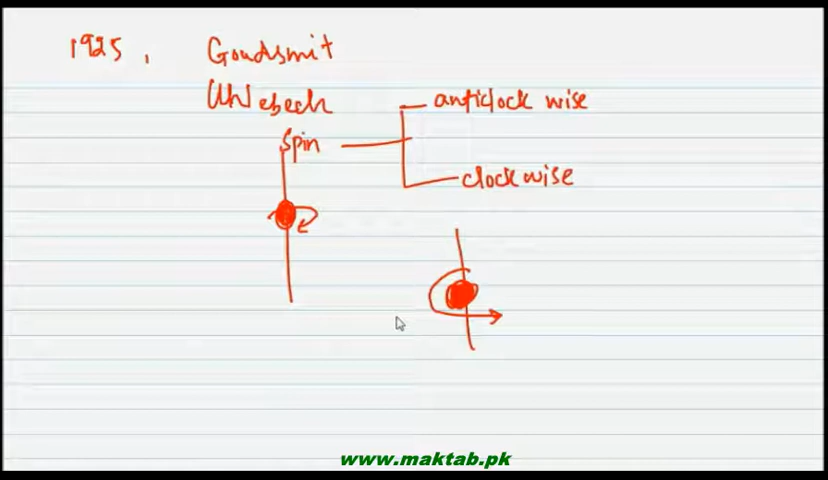 1925, Goudsmit
Uhlebech
anticlock wise
Spin
clockwise
www.maktab.pk